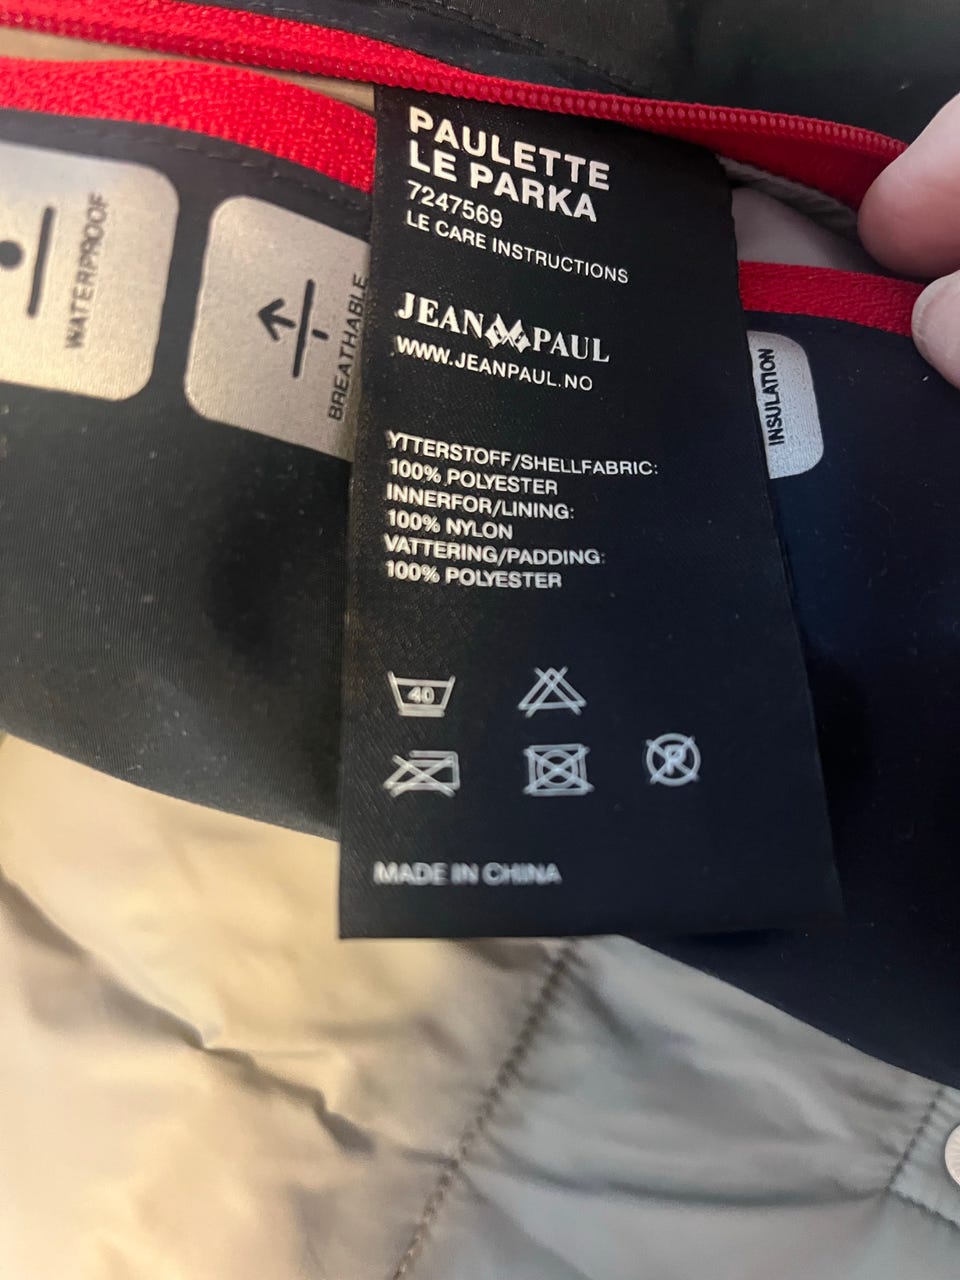 PAULETTE
LE PARKA
7247569
LE CARE INSTRUCTIONS
JEAN PAUL
WWW.JEANPAUL.NO
YTTERSTOFF/SHELLFABRIC:
100% POLYESTER
INNERFOR/LINING:
100% NYLON
VATTERING/PADDING:
100% POLYESTER
40
R
MADE IN CHINA
WATERPROOF
BREATHABLE
INSULATION